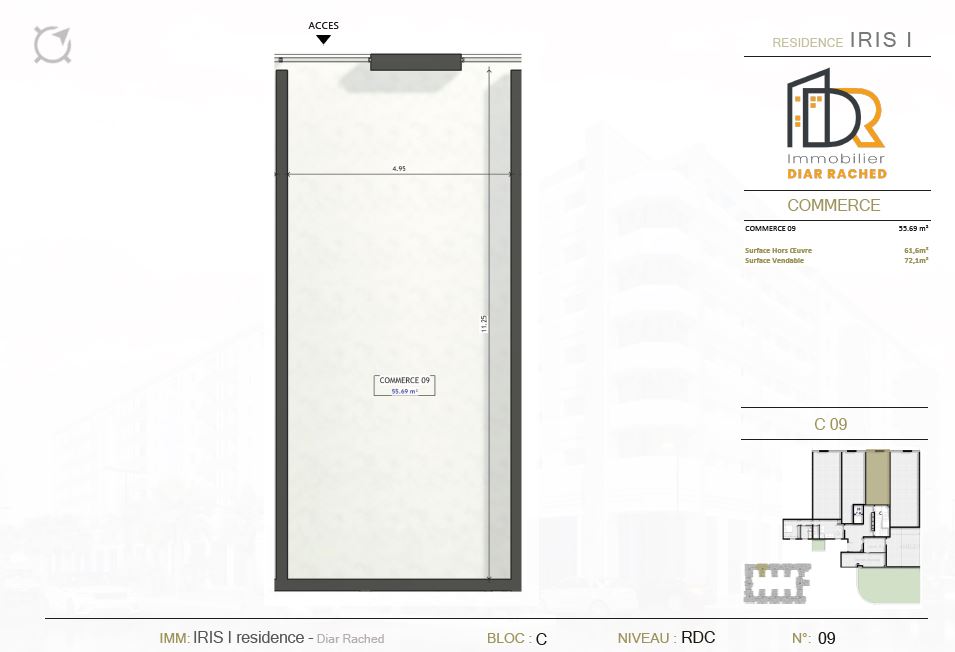 ACCES
RESIDENCE IRIS I
DR
Immobilier
DIAR RACHED
4.95
COMMERCE
COMMERCE 09 55.69 m²
Surface Hors Œuvre 61,6m²
Surface Vendable 72,1m²
11.25
COMMERCE 09
55.69 m²
C 09
IMM: IRIS I residence - Diar Rached BLOC : C NIVEAU : RDC N°: 09